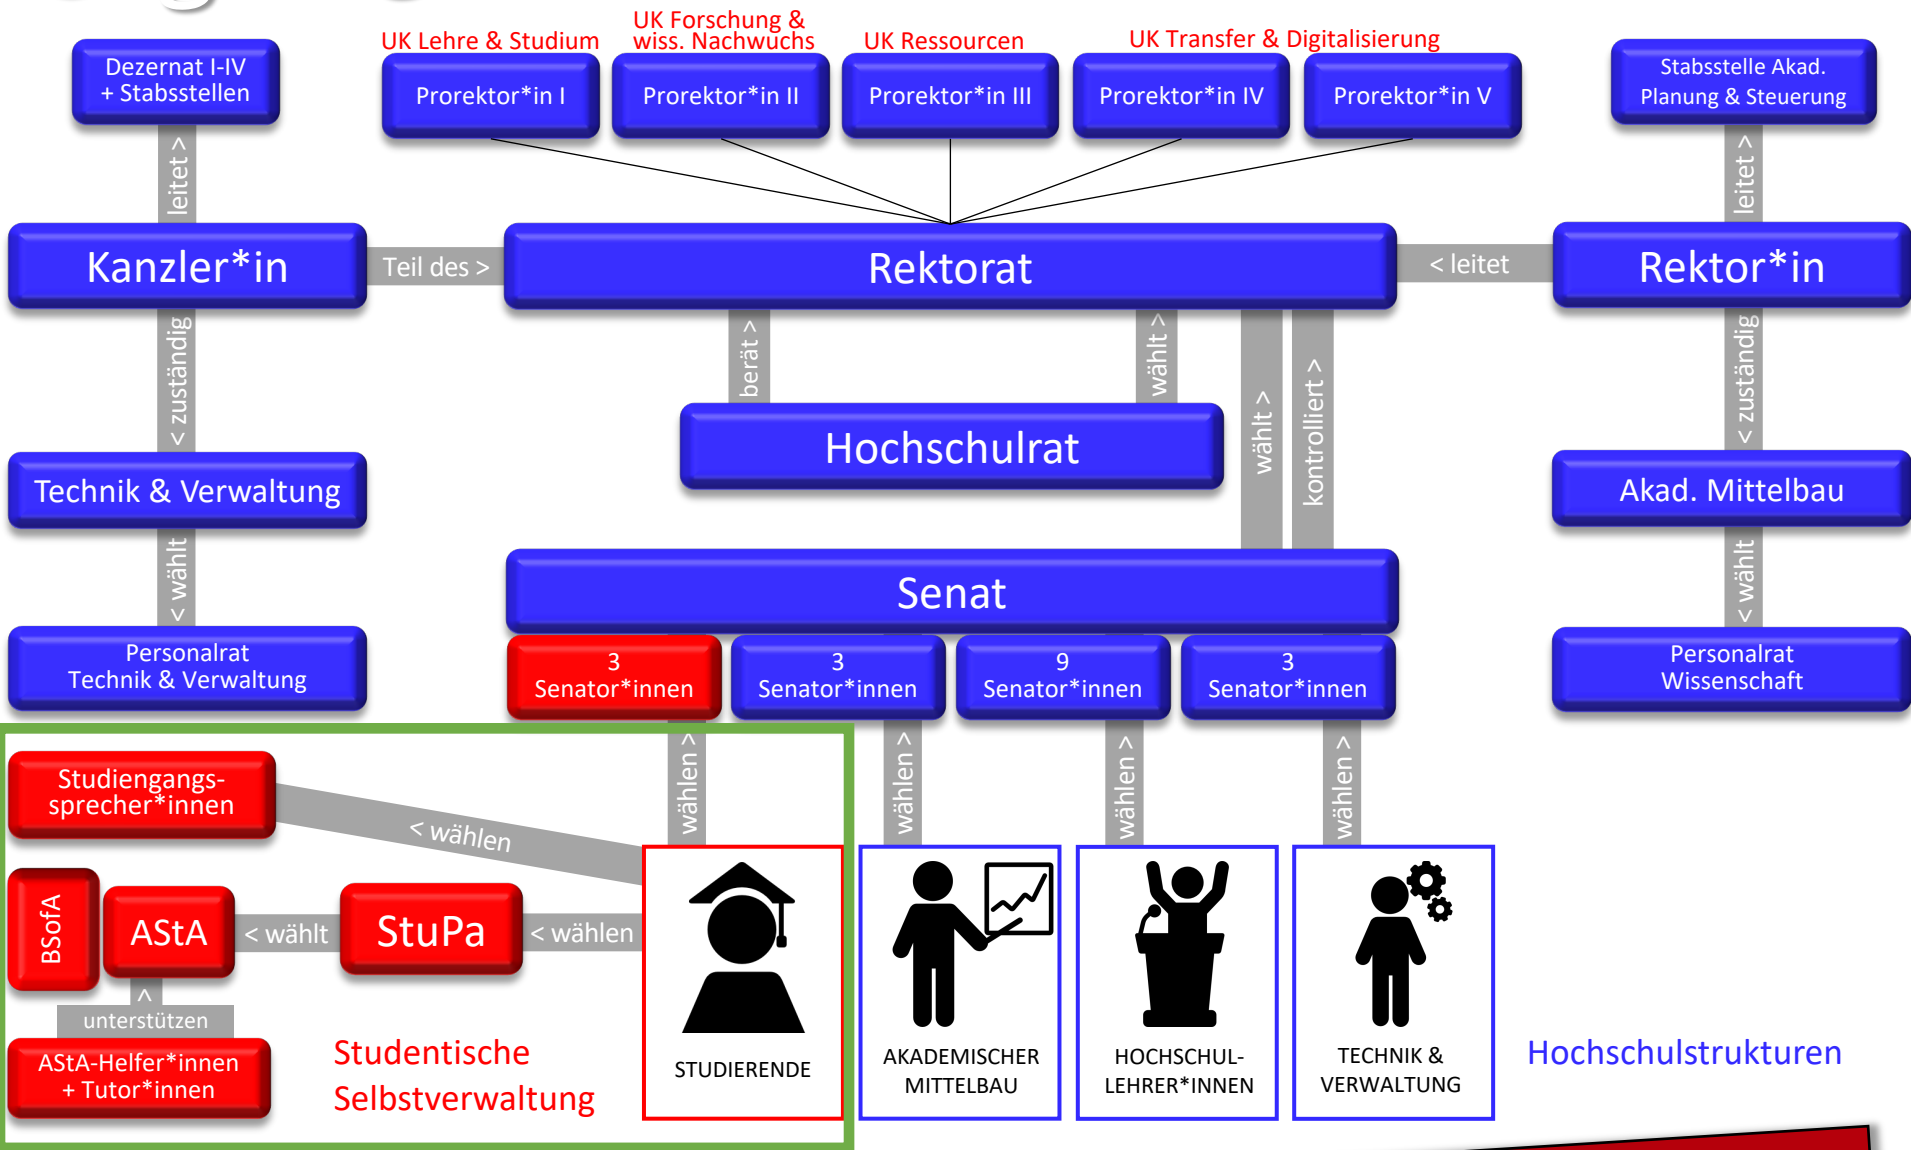 UK Lehre & Studium
UK Forschung &
wiss. Nachwuchs
UK Ressourcen
UK Transfer & Digitalisierung
Dezernat I-IV
+ Stabsstellen
Prorektor*in I
Prorektor*in II
Prorektor*in III
Prorektor*in IV
Prorektor*in V
Stabsstelle Akad.
Planung & Steuerung
leitet >
leitet >
Kanzler*in
Teil des >
Rektorat
< leitet
Rektor*in
< zuständig
berät >
wählt >
wählt >
kontrolliert >
< zuständig
Hochschulrat
Technik & Verwaltung
Akad. Mittelbau
< wählt
< wählt
Senat
Personalrat
Technik & Verwaltung
3
Senator*innen
3
Senator*innen
9
Senator*innen
3
Senator*innen
Personalrat
Wissenschaft
wählen >
wählen >
wählen >
wählen >
Studiengangs-
sprecher*innen
< wählen
BSofA
AStA
< wählt
StuPa
< wählen
>
unterstützen
AStA-Helfer*innen
+ Tutor*innen
Studentische
Selbstverwaltung
STUDIERENDE
AKADEMISCHER
MITTELBAU
HOCHSCHUL-
LEHRER*INNEN
TECHNIK &
VERWALTUNG
Hochschulstrukturen